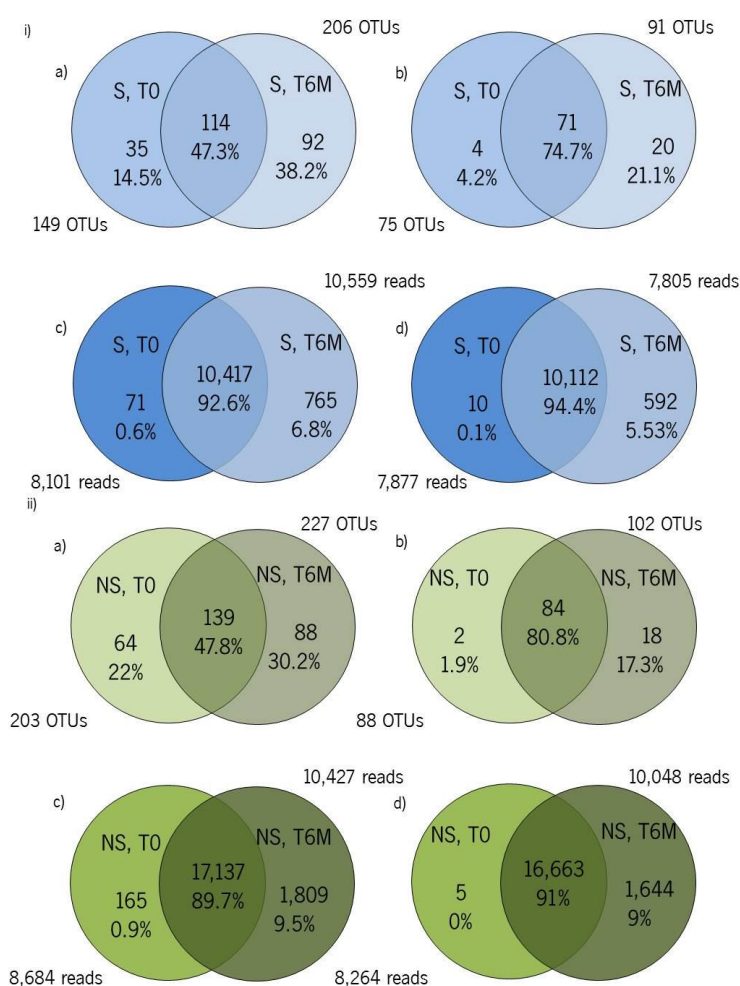 i)
206 OTUs
91 OTUs
a)
S, T0
S, T6M
35
14.5%
114
47.3%
92
38.2%
149 OTUs
b)
S, T0
S, T6M
4
4.2%
71
74.7%
20
21.1%
75 OTUs
10,559 reads
7,805 reads
c)
S, T0
S, T6M
71
0.6%
10,417
92.6%
765
6.8%
8,101 reads
d)
S, T0
S, T6M
10
0.1%
10,112
94.4%
592
5.53%
7,877 reads
ii)
227 OTUs
102 OTUs
a)
NS, T0
NS, T6M
64
22%
139
47.8%
88
30.2%
203 OTUs
b)
NS, T0
NS, T6M
2
1.9%
84
80.8%
18
17.3%
88 OTUs
10,427 reads
10,048 reads
c)
NS, T0
NS, T6M
165
0.9%
17,137
89.7%
1,809
9.5%
8,684 reads
d)
NS, T0
NS, T6M
5
0%
16,663
91%
1,644
9%
8,264 reads